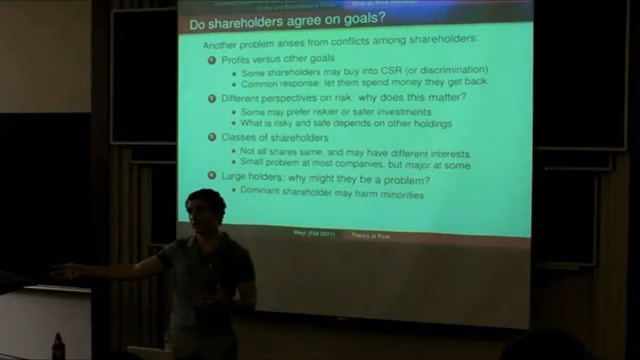 Do shareholders agree on goals?
Another problem arises from conflicts among shareholders:
Profits versus other goals
Some shareholders may buy into CSR (or discrimination)
Common response: let them spend money they get back
Different perspectives on risk: why does this matter?
Some may prefer riskier or safer investments
What is risky and safe depends on other holdings
Classes of shareholders
Not all shares same, and may have different interests
Small problem at most companies, but major at some
Large holders: why might they be a problem?
Dominant shareholder may harm minorities
Weyl (Fall 2011) Theory of Firm